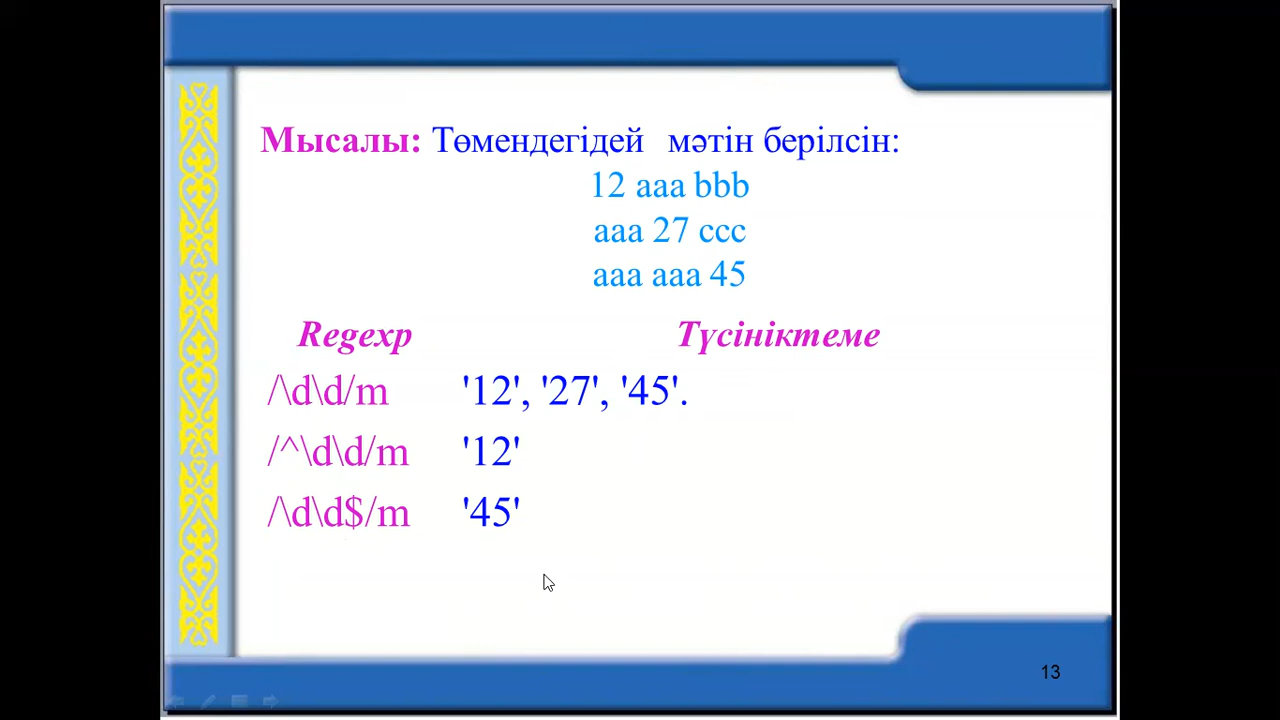 Мысалы: Төмендегідей мәтін берілсін:
12 aaa bbb
aaa 27 ccc
aaa aaa 45
Regexp Түсініктеме
/\d\d/m '12', '27', '45'.
/^\d\d/m '12'
/\d\d$/m '45'
13